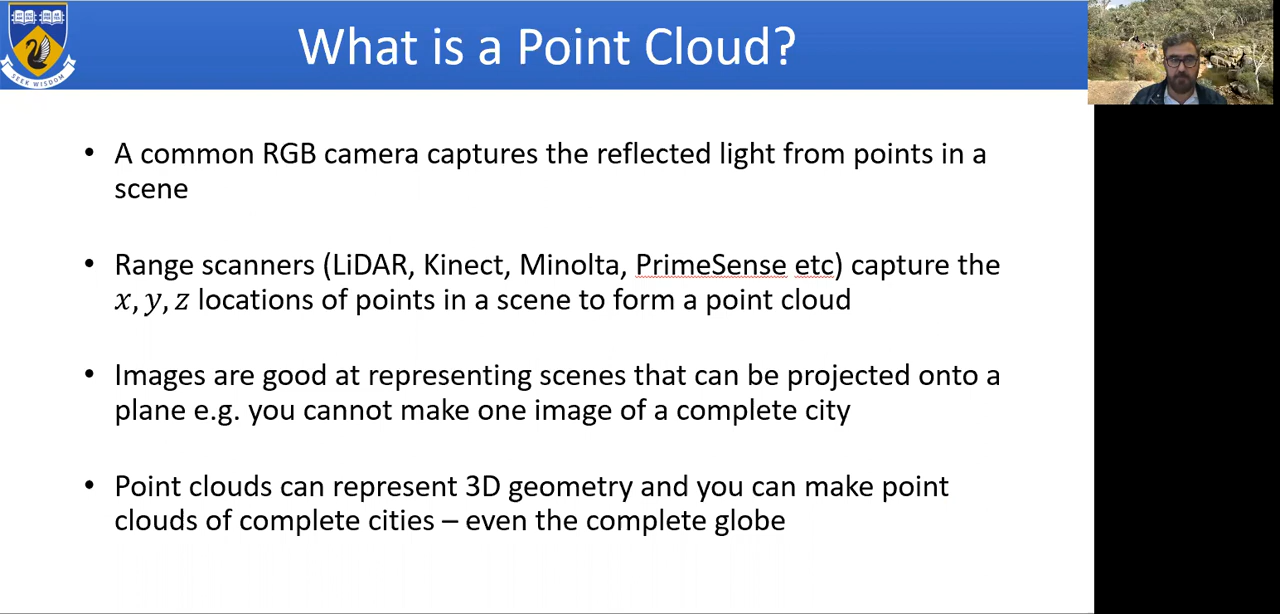 What is a Point Cloud?
SEEK WISDOM
• A common RGB camera captures the reflected light from points in a
scene
• Range scanners (LiDAR, Kinect, Minolta, PrimeSense etc) capture the
x, y, z locations of points in a scene to form a point cloud
• Images are good at representing scenes that can be projected onto a
plane e.g. you cannot make one image of a complete city
• Point clouds can represent 3D geometry and you can make point
clouds of complete cities – even the complete globe